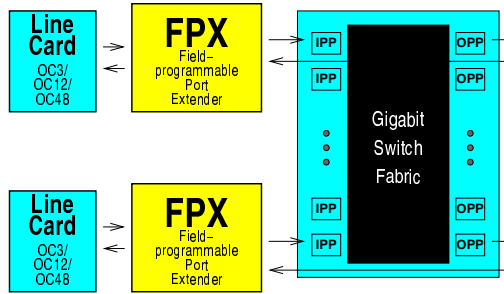 Line
Card
OC3/
OC12/
OC48
FPX
Field–
programmable
Port
Extender
IPP
OPP
IPP
OPP
Gigabit
Switch
Fabric
Line
Card
OC3/
OC12/
OC48
FPX
Field–
programmable
Port
Extender
IPP
OPP
IPP
OPP